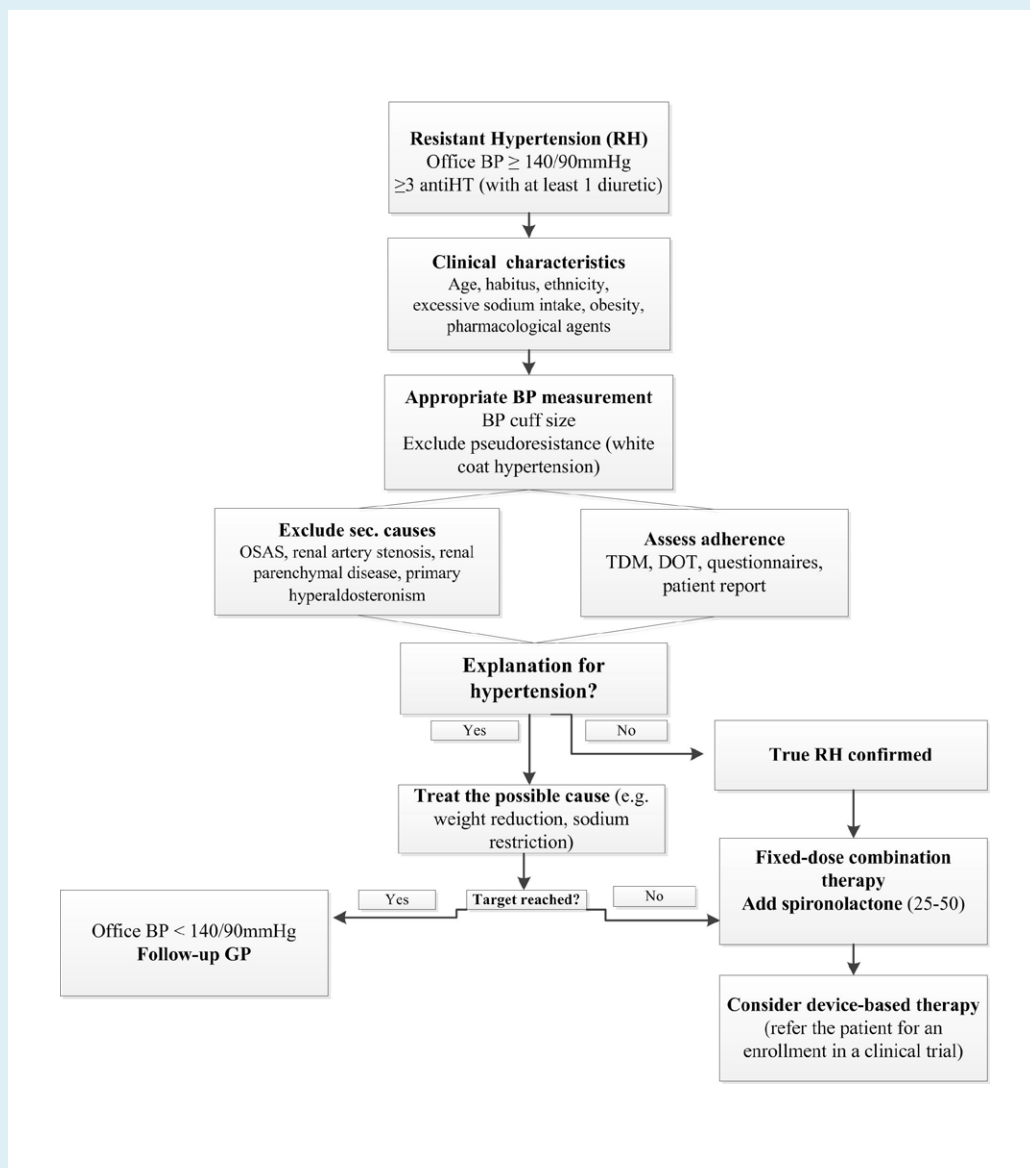 Resistant Hypertension (RH)
Office BP ≥ 140/90mmHg
≥3 antiHT (with at least 1 diuretic)
Clinical characteristics
Age, habitus, ethnicity,
excessive sodium intake, obesity,
pharmacological agents
Appropriate BP measurement
BP cuff size
Exclude pseudoresistance (white
coat hypertension)
Exclude sec. causes
OSAS, renal artery stenosis, renal
parenchymal disease, primary
hyperaldosteronism
Assess adherence
TDM, DOT, questionnaires,
patient report
Explanation for
hypertension?
Yes
No
True RH confirmed
Treat the possible cause (e.g.
weight reduction, sodium
restriction)
Fixed-dose combination
therapy
Add spironolactone (25-50)
Yes
Target reached?
No
Office BP < 140/90mmHg
Follow-up GP
Consider device-based therapy
(refer the patient for an
enrollment in a clinical trial)